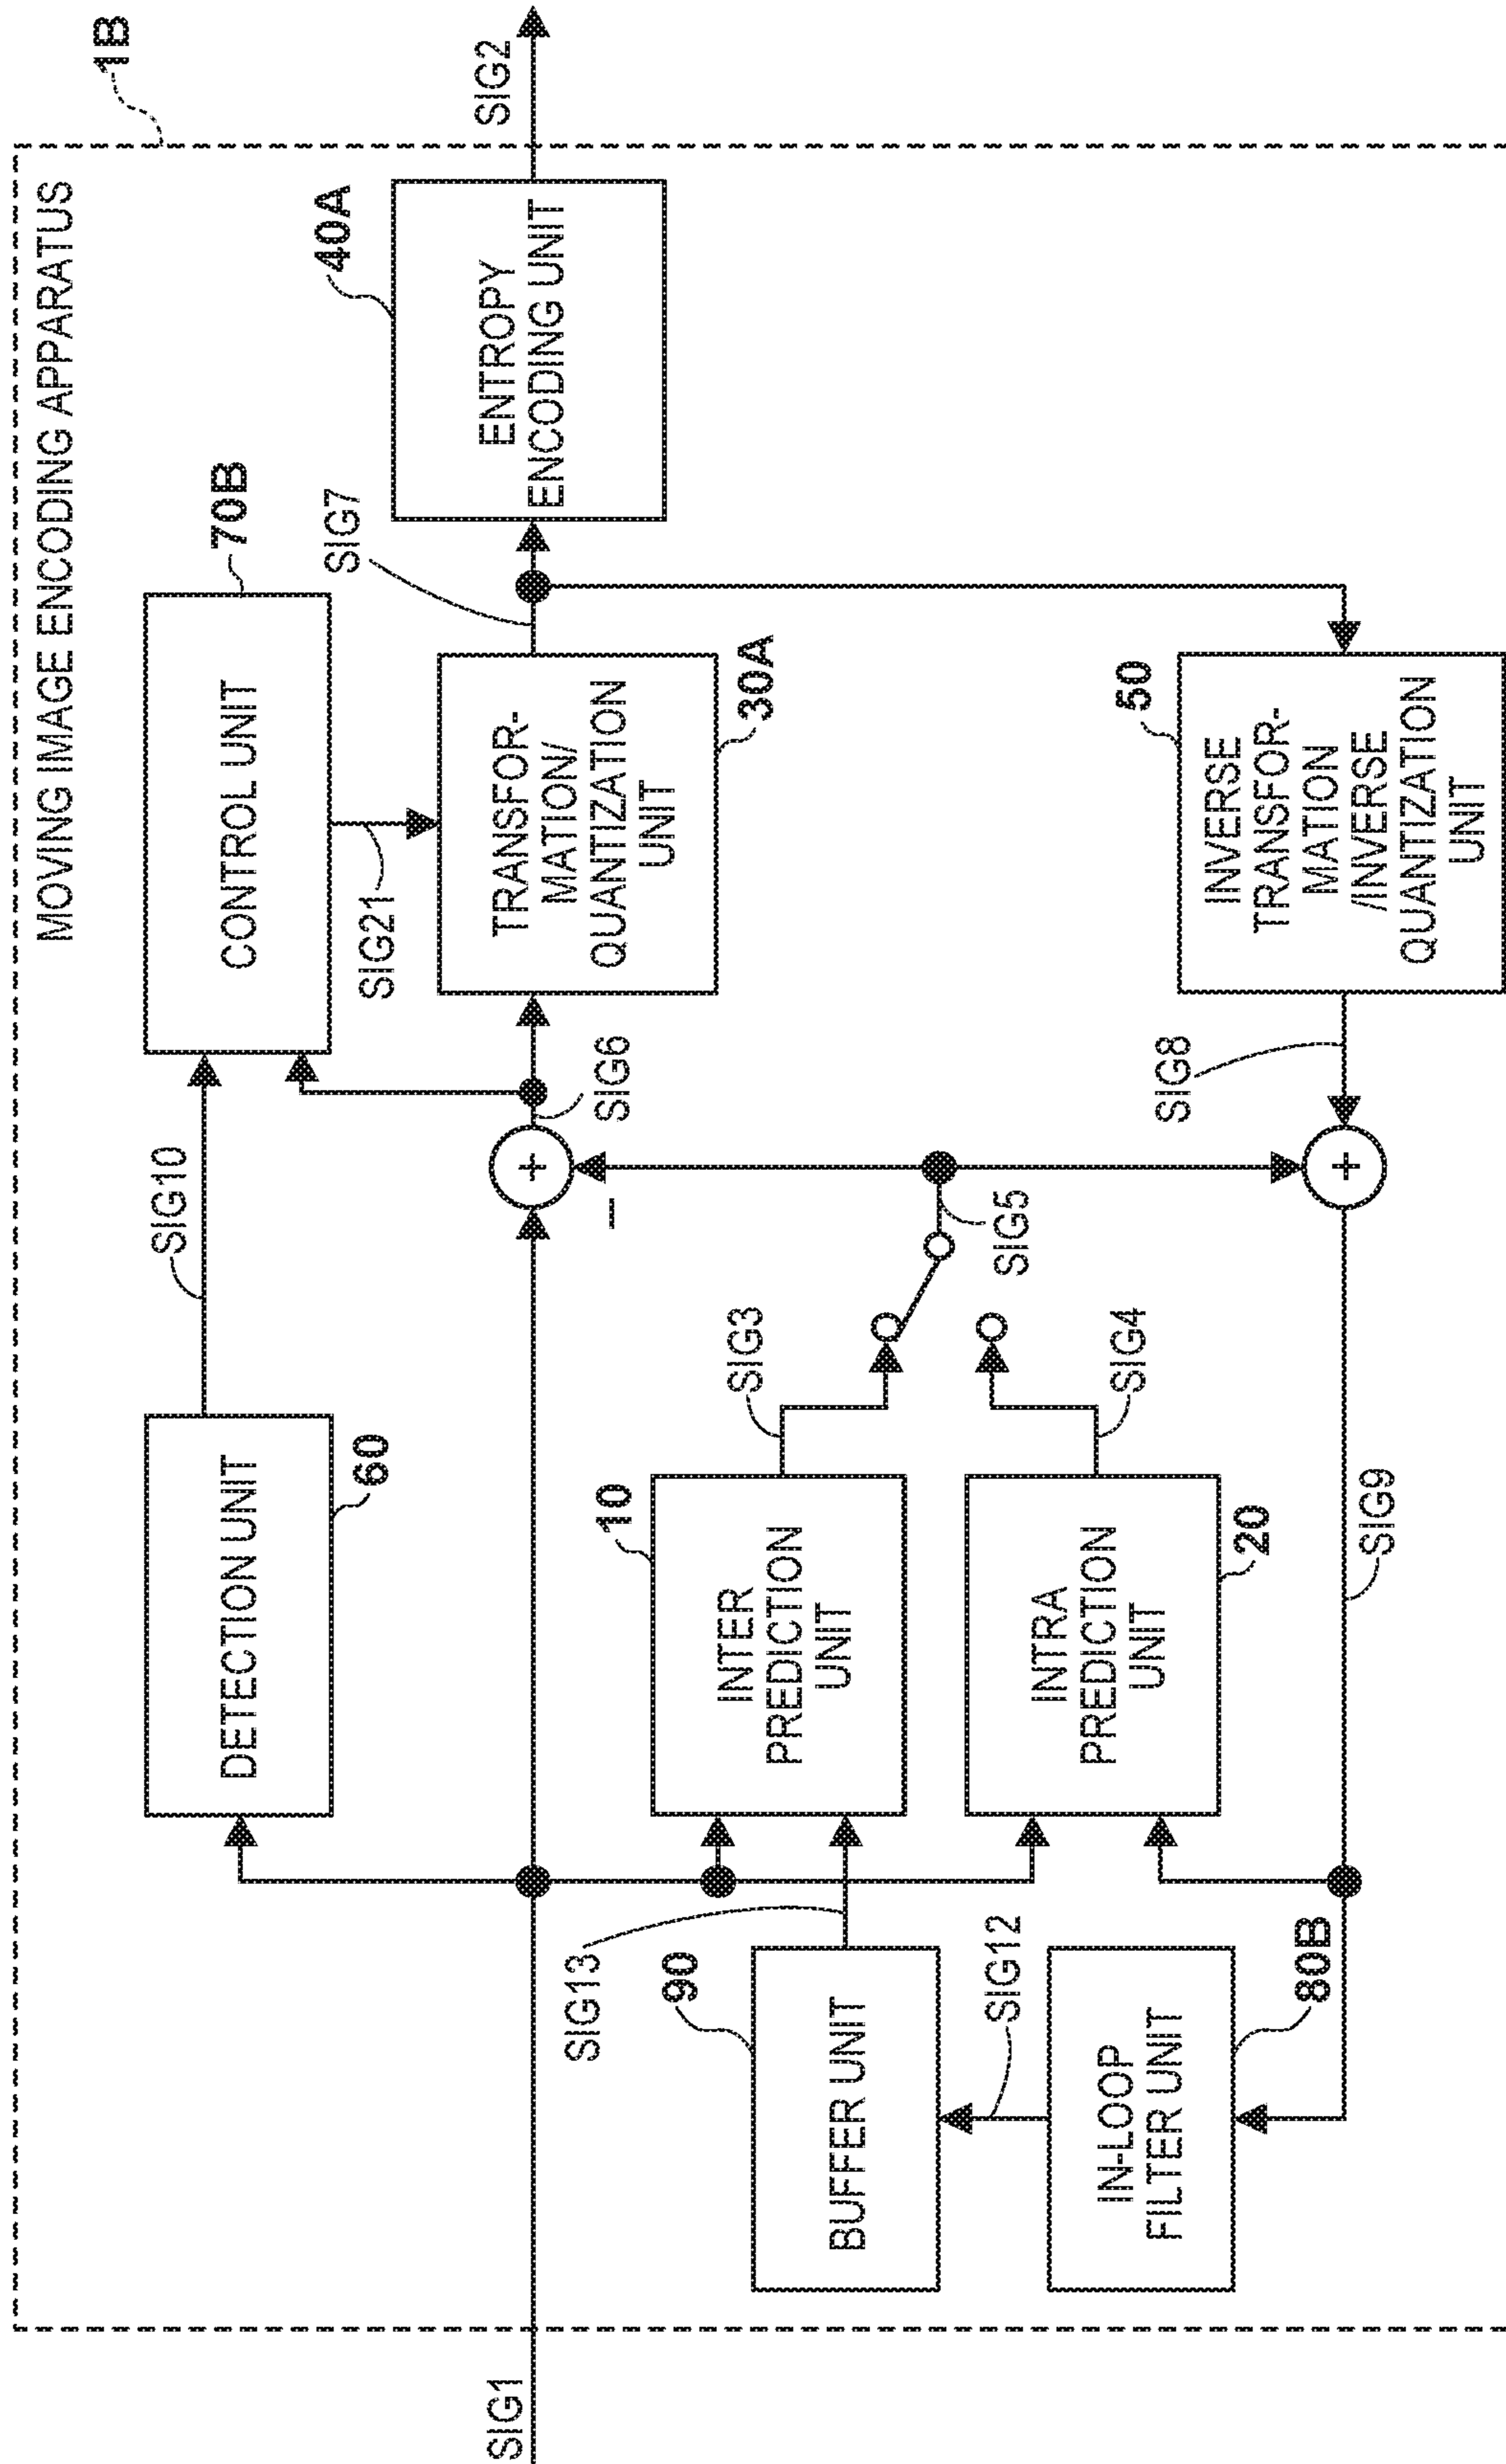 MOVING IMAGE ENCODING APPARATUS
1B
SIG1
DETECTION UNIT
60
SIG10
CONTROL UNIT
70B
SIG21
SIG6
TRANSFOR-
MATION/
QUANTIZATION
UNIT
30A
SIG7
ENTROPY
ENCODING UNIT
40A
SIG2
+
–
SIG13
BUFFER UNIT
90
SIG12
IN-LOOP
FILTER UNIT
80B
INTER
PREDICTION
UNIT
10
SIG3
INTRA
PREDICTION
UNIT
20
SIG4
SIG5
SIG9
+
SIG8
INVERSE
TRANSFOR-
MATION
/INVERSE
QUANTIZATION
UNIT
50